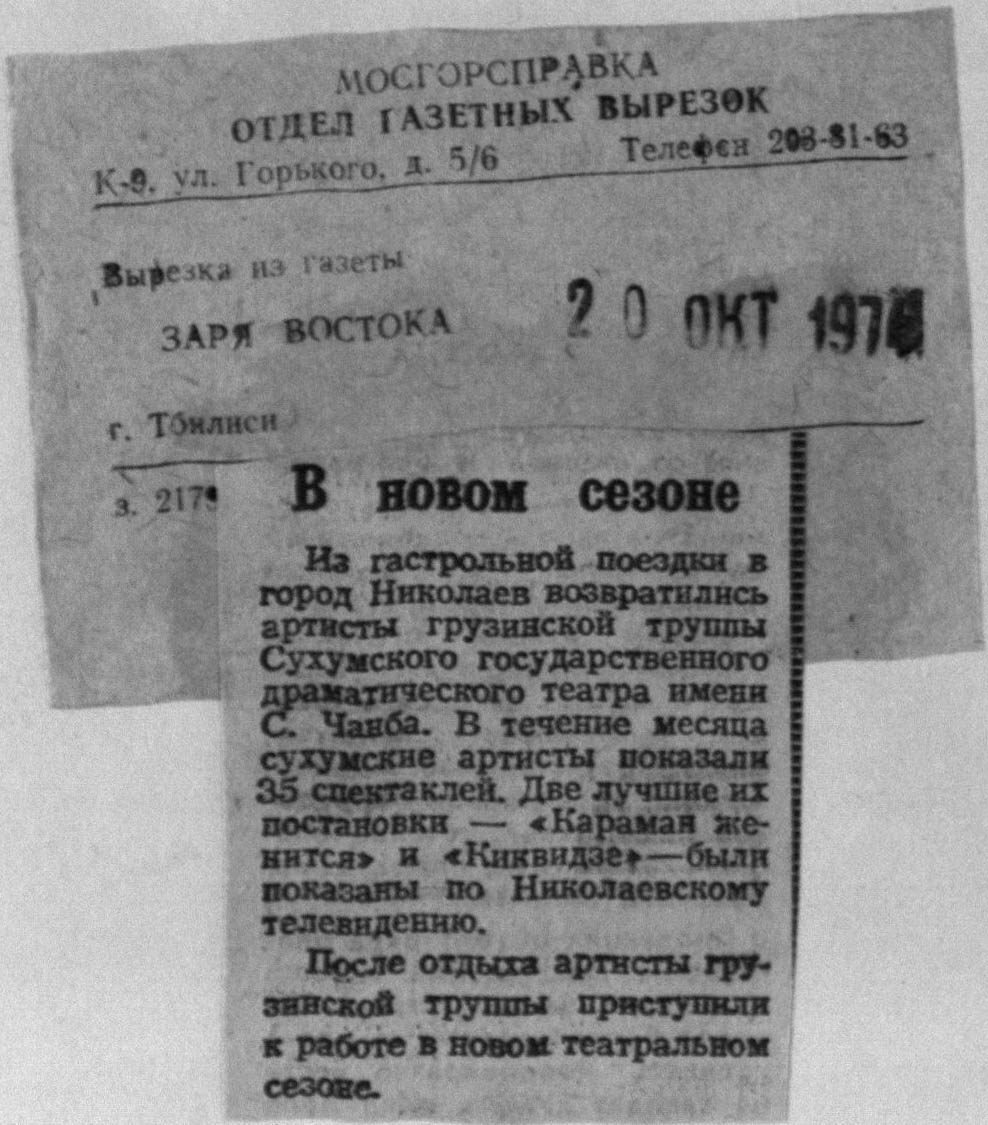 МОСГОРСПРАВКА
ОТДЕЛ ГАЗЕТНЫХ ВЫРЕЗОК
К-9, ул. Горького, д. 5/6 Телефон 203-81-63
Вырезка из газеты
ЗАРЯ ВОСТОКА 20 ОКТ 197
г. Тбилиси
з. 2179
В новом сезоне
Из гастрольной поездки в
город Николаев возвратились
артисты грузинской труппы
Сухумского государственного
драматического театра имени
С. Чанба. В течение месяца
сухумские артисты показали
35 спектаклей. Две лучшие их
постановки — «Караман же-
нится» и «Киквидзе»—были
показаны по Николаевскому
телевидению.
После отдыха артисты гру-
зинской труппы приступили
к работе в новом театральном
сезоне.